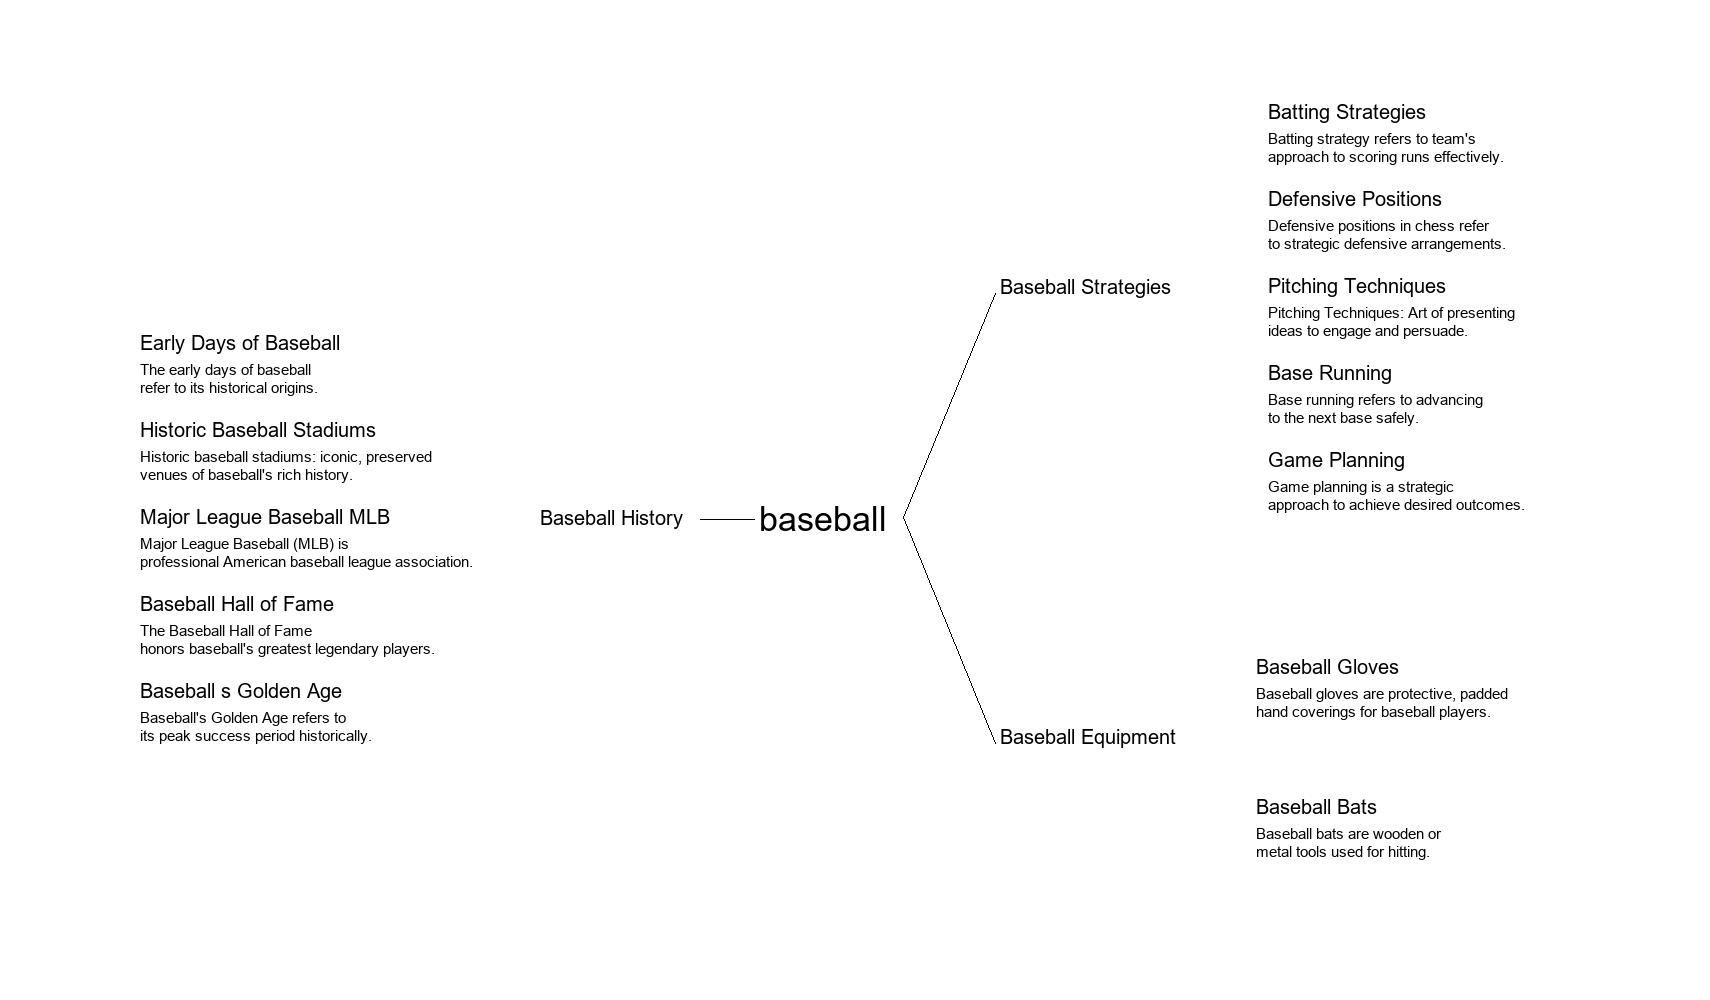 Early Days of Baseball
The early days of baseball
refer to its historical origins.
Historic Baseball Stadiums
Historic baseball stadiums: iconic, preserved
venues of baseball's rich history.
Major League Baseball MLB
Major League Baseball (MLB) is
professional American baseball league association.
Baseball Hall of Fame
The Baseball Hall of Fame
honors baseball's greatest legendary players.
Baseball s Golden Age
Baseball's Golden Age refers to
its peak success period historically.
Baseball History
baseball
Baseball Strategies
Batting Strategies
Batting strategy refers to team's
approach to scoring runs effectively.
Defensive Positions
Defensive positions in chess refer
to strategic defensive arrangements.
Pitching Techniques
Pitching Techniques: Art of presenting
ideas to engage and persuade.
Base Running
Base running refers to advancing
to the next base safely.
Game Planning
Game planning is a strategic
approach to achieve desired outcomes.
Baseball Equipment
Baseball Gloves
Baseball gloves are protective, padded
hand coverings for baseball players.
Baseball Bats
Baseball bats are wooden or
metal tools used for hitting.